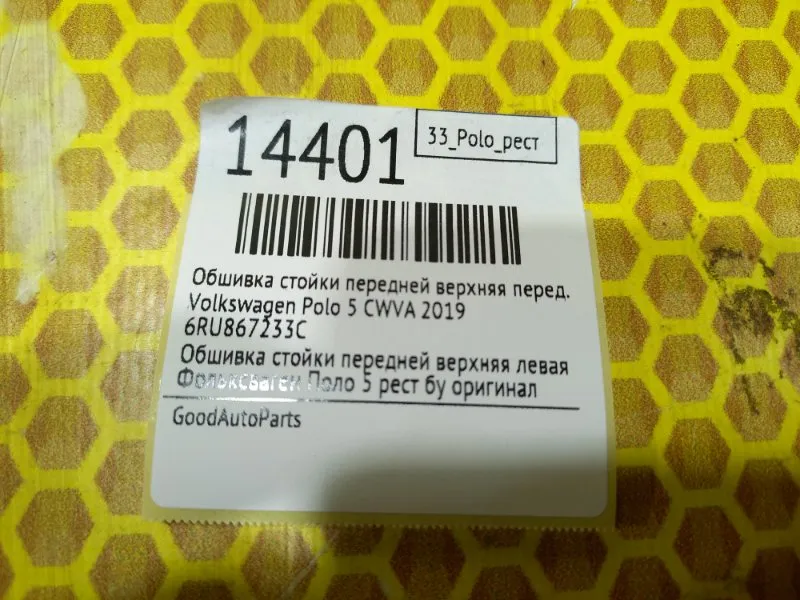 14401
33_Polo_рест
Обшивка стойки передней верхняя перед.
Volkswagen Polo 5 CWVA 2019
6RU867233C
Обшивка стойки передней верхняя левая
Фольксваген Поло 5 рест бу оригинал
GoodAutoParts